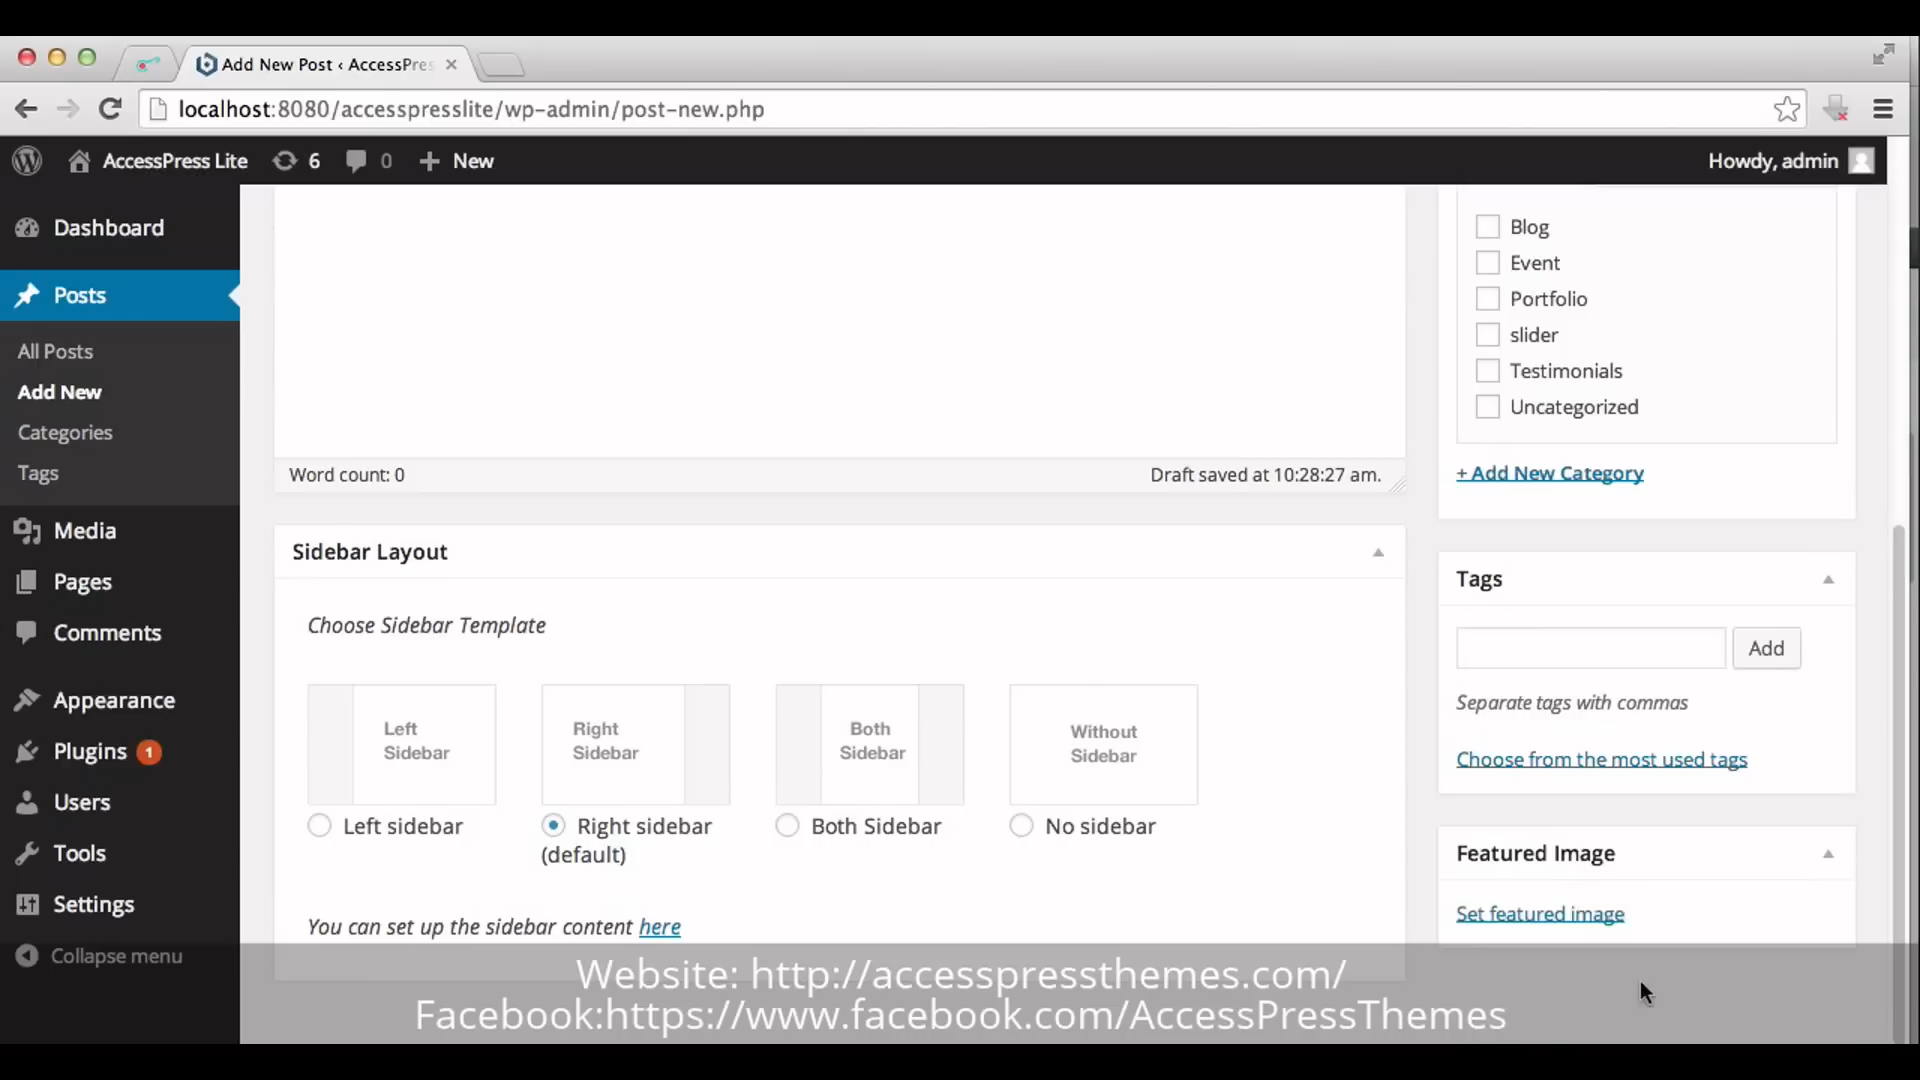 Add New Post ‹ AccessPres
localhost:8080/accesspresslite/wp-admin/post-new.php
AccessPress Lite 6 0 + New Howdy, admin
Dashboard
Posts
All Posts
Add New
Categories
Tags
Media
Pages
Comments
Appearance
Plugins 1
Users
Tools
Settings
Collapse menu
Word count: 0 Draft saved at 10:28:27 am.
Sidebar Layout
Choose Sidebar Template
Left
Sidebar
Right
Sidebar
Both
Sidebar
Without
Sidebar
Left sidebar
Right sidebar
(default)
Both Sidebar
No sidebar
You can set up the sidebar content here
Blog
Event
Portfolio
slider
Testimonials
Uncategorized
+ Add New Category
Tags
Add
Separate tags with commas
Choose from the most used tags
Featured Image
Set featured image
Website: http://accesspressthemes.com/
Facebook:https://www.facebook.com/AccessPressThemes